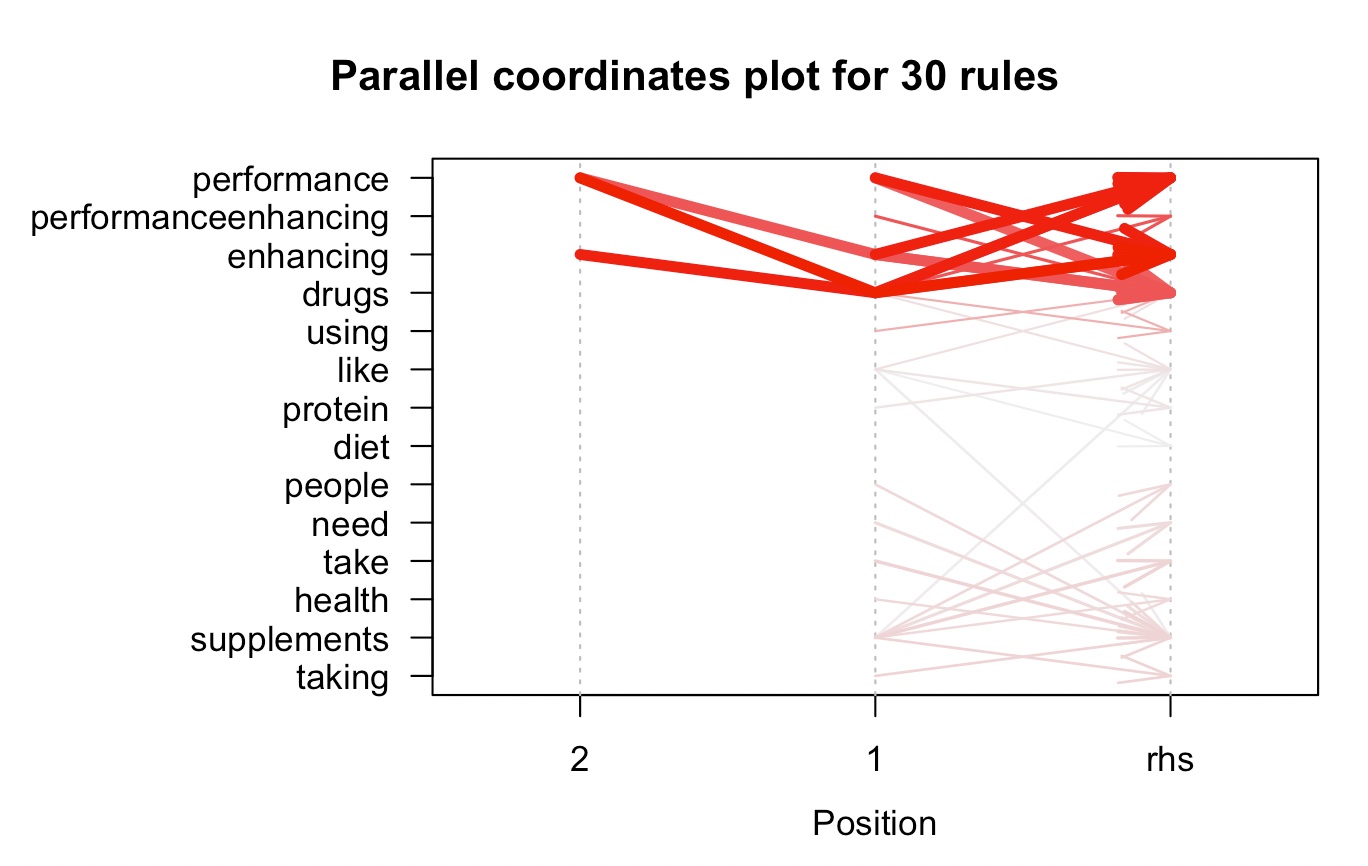 Parallel coordinates plot for 30 rules
performance
performanceenhancing
enhancing
drugs
using
like
protein
diet
people
need
take
health
supplements
taking
2 1 rhs
Position